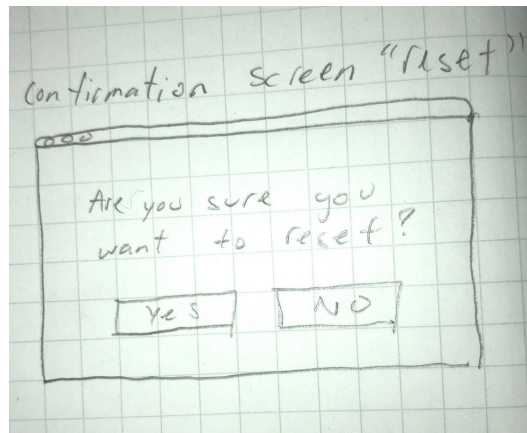 Confirmation screen "reset"
Are you sure you
want to reset?
Yes
NO